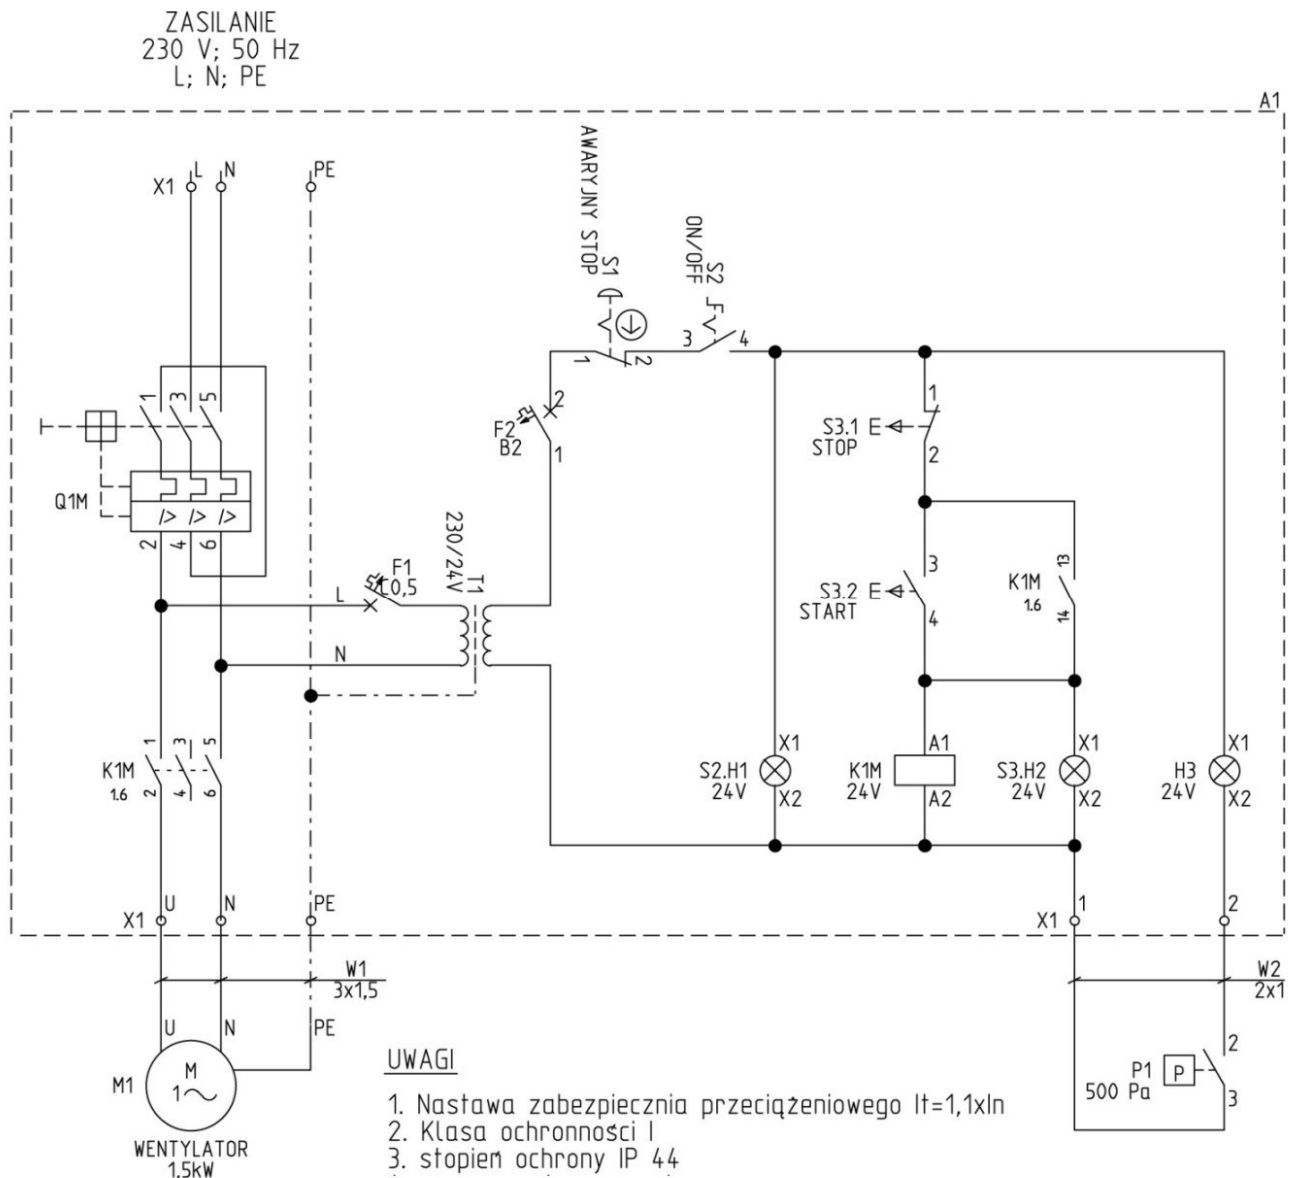 ZASILANIE
230 V; 50 Hz
L; N; PE
A1
X1
L
N
PE
AWARYJNY STOP
S1
ON/OFF
S2
1
2
3
4
1
3
5
Q1M
2
4
6
F2
B2
2
1
S3.1
STOP
1
2
F1
C0,5
L
N
230/24V
T1
S3.2
START
3
4
K1M
1.6
13
14
K1M
1.6
1
3
5
2
4
6
S2.H1
24V
X1
X2
K1M
24V
A1
A2
S3.H2
24V
X1
X2
H3
24V
X1
X2
X1
U
N
PE
X1
1
2
W1
3x1,5
W2
2x1
U
N
PE
M1
M
1
WENTYLATOR
1,5kW
P1
500 Pa
P
2
3
UWAGI
1. Nastawa zabezpiecznia przeciążeniowego It=1,1xIn
2. Klasa ochronności I
3. stopień ochrony IP 44